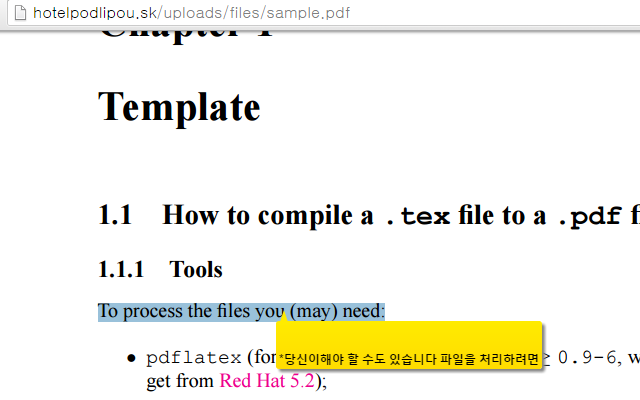 hotelpodlipou.sk/uploads/files/sample.pdf
Chapter 1
Template
1.1 How to compile a .tex file to a .pdf f
1.1.1 Tools
To process the files you (may) need:
*당신이해야 할 수도 있습니다 파일을 처리하려면
• pdflatex (for ≥ 0.9-6, w
get from Red Hat 5.2);